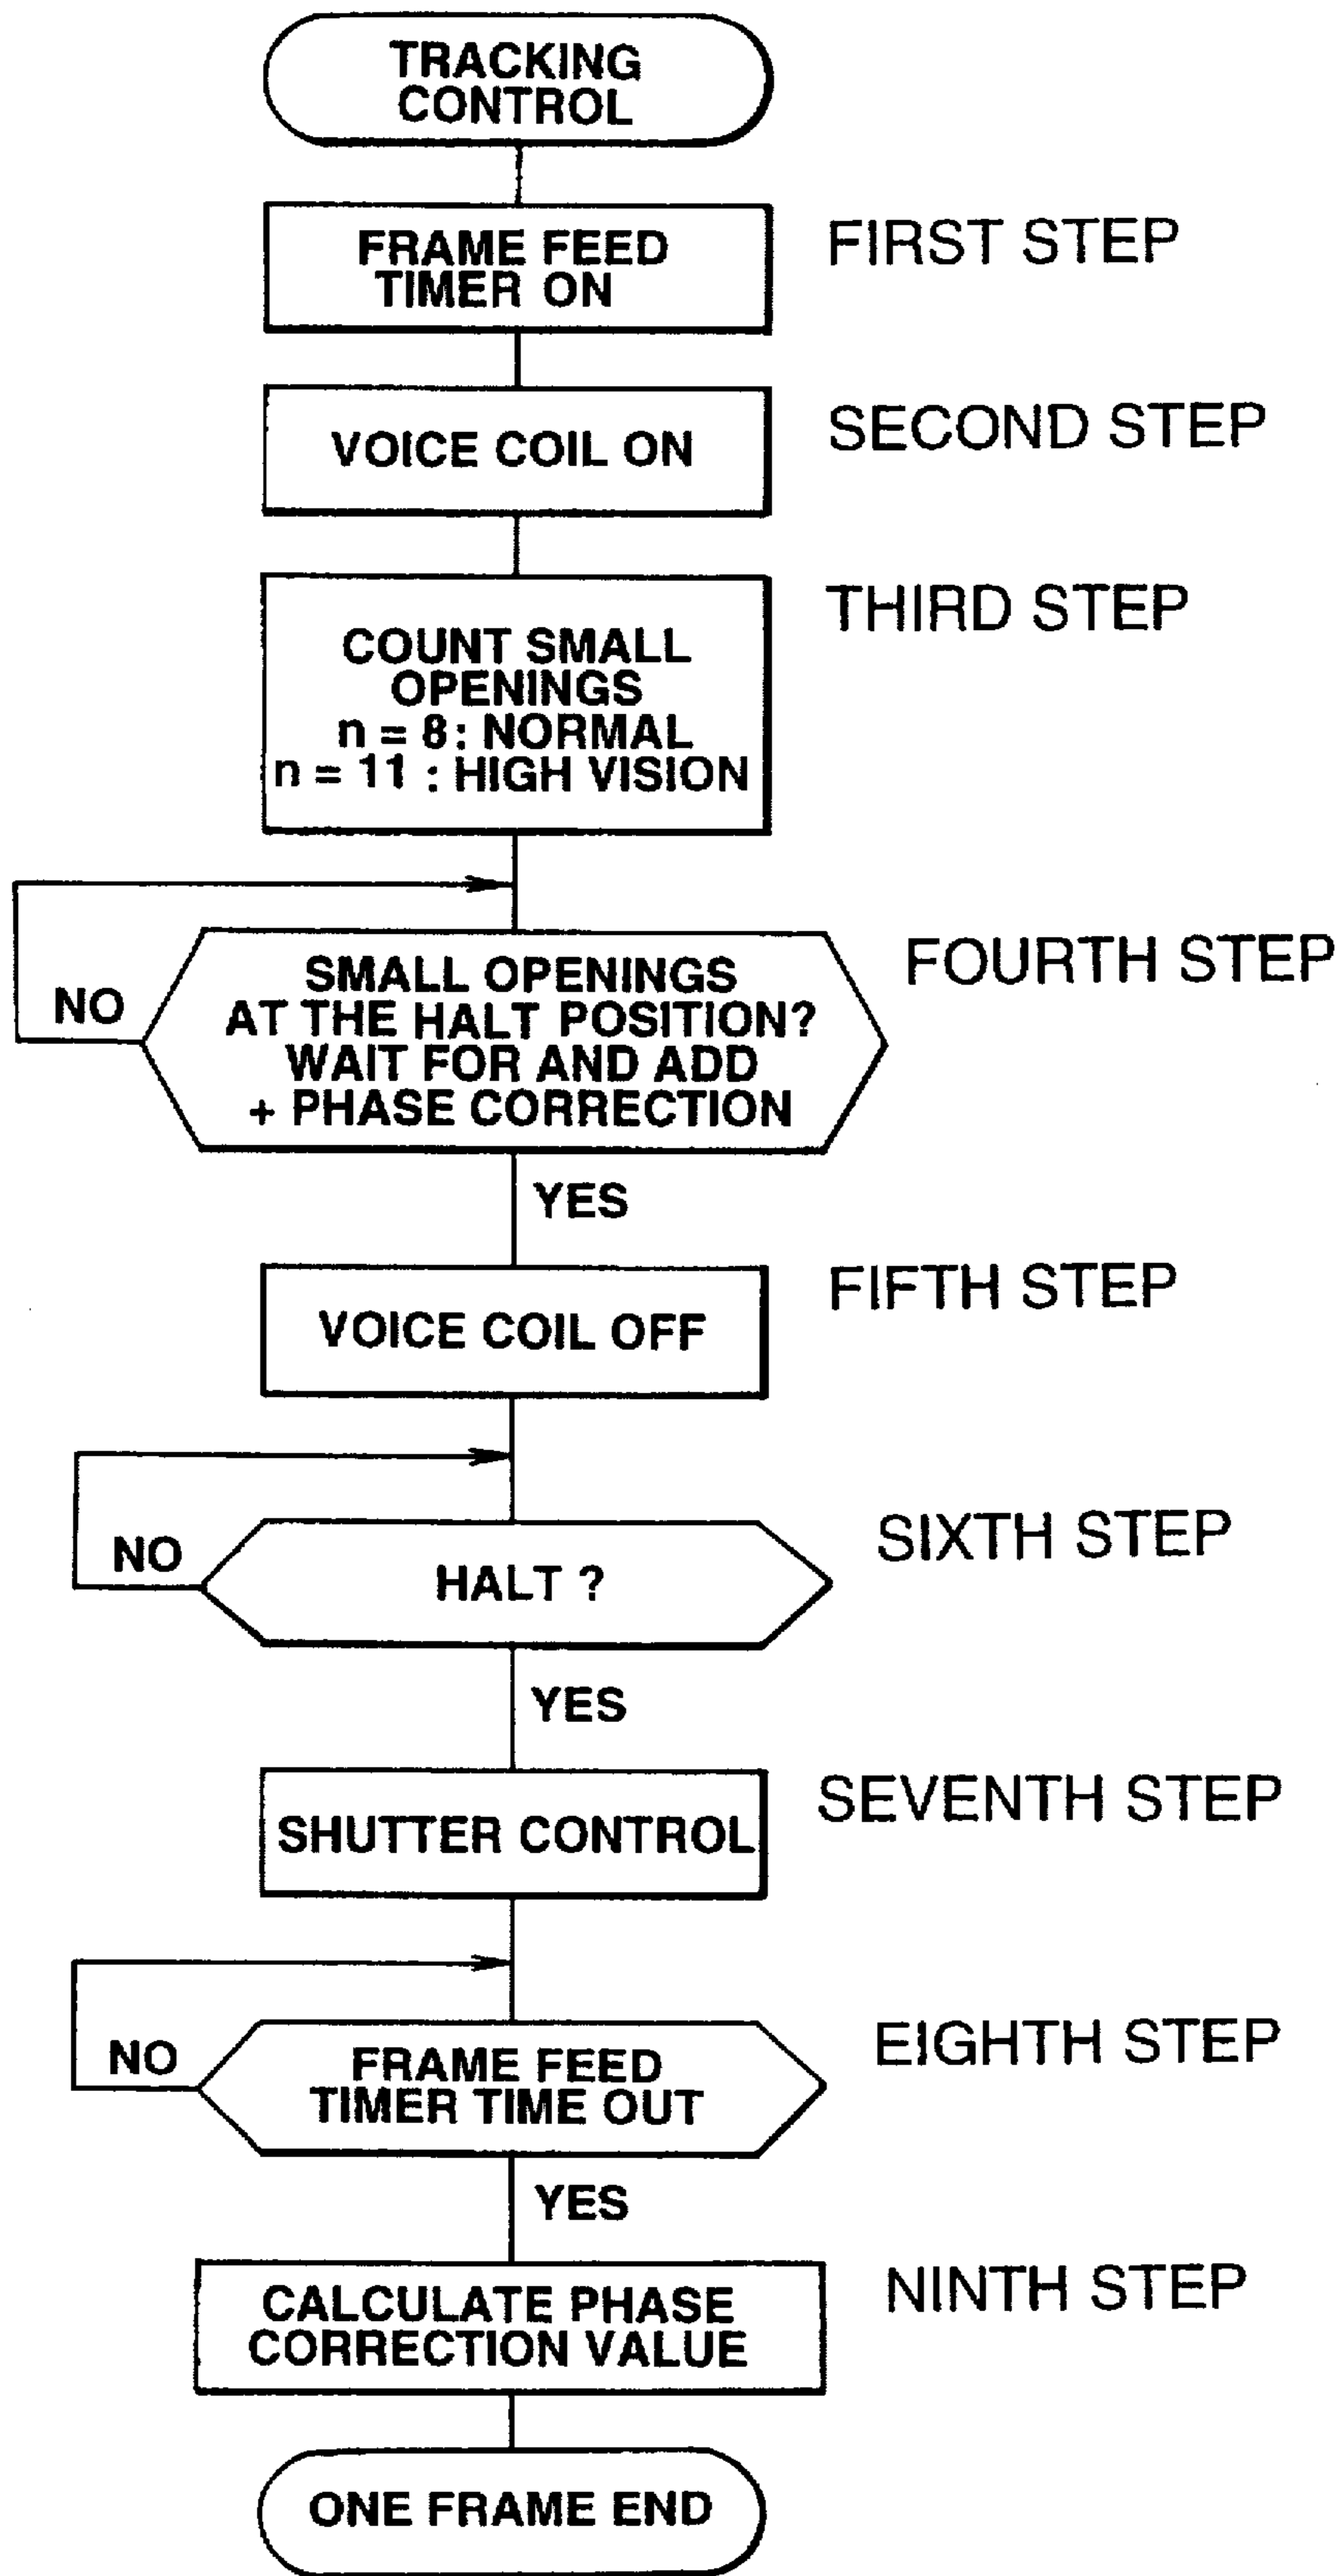 TRACKING
CONTROL
FRAME FEED
TIMER ON
FIRST STEP
VOICE COIL ON
SECOND STEP
COUNT SMALL
OPENINGS
n = 8 : NORMAL
n = 11 : HIGH VISION
THIRD STEP
SMALL OPENINGS
AT THE HALT POSITION?
WAIT FOR AND ADD
+ PHASE CORRECTION
NO
FOURTH STEP
YES
VOICE COIL OFF
FIFTH STEP
HALT ?
NO
SIXTH STEP
YES
SHUTTER CONTROL
SEVENTH STEP
FRAME FEED
TIMER TIME OUT
NO
EIGHTH STEP
YES
CALCULATE PHASE
CORRECTION VALUE
NINTH STEP
ONE FRAME END